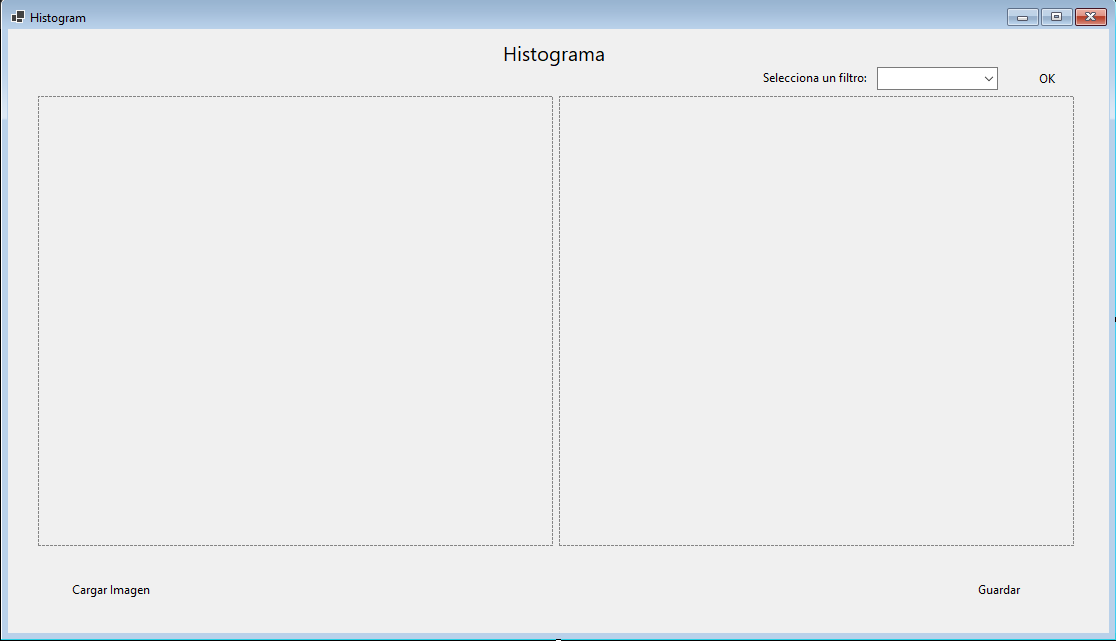 Histogram
Histograma
Selecciona un filtro:
OK
Cargar Imagen
Guardar